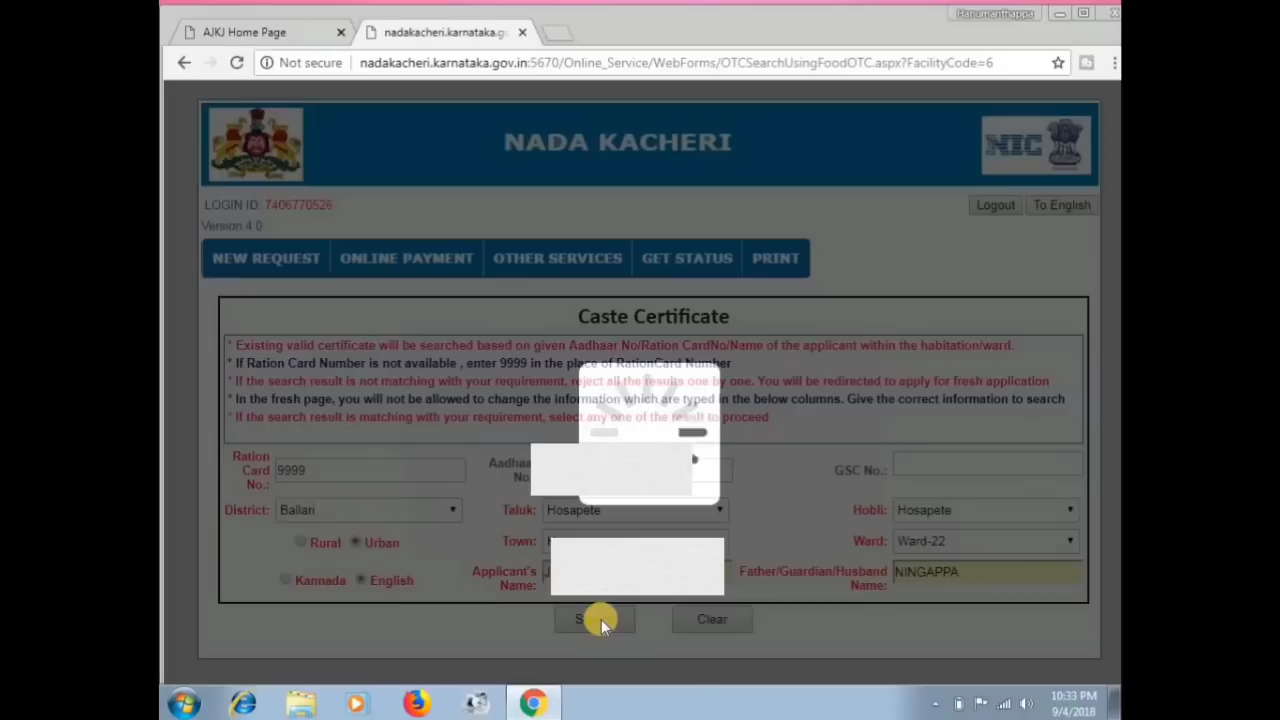 Hanumanthappa
AJKJ Home Page
nadakacheri.karnataka.g
Not secure
nadakacheri.karnataka.gov.in:5670/Online_Service/WebForms/OTCSearchUsingFoodOTC.aspx?FacilityCode=6
NADA KACHERI
NIC
LOGIN ID: 7406770526
Logout
To English
Version 4.0
NEW REQUEST
ONLINE PAYMENT
OTHER SERVICES
GET STATUS
PRINT
Caste Certificate
* Existing valid certificate will be searched based on given Aadhaar No/Ration CardNo/Name of the applicant within the habitation/ward.
* If Ration Card Number is not available , enter 9999 in the place of RationCard Number
* If the search result is not matching with your requirement, reject all the results one by one. You will be redirected to apply for fresh application
* In the fresh page, you will not be allowed to change the information which are typed in the below columns. Give the correct information to search
* If the search result is matching with your requirement, select any one of the result to proceed
Ration Card No.: 9999
No
GSC No.:
District: Ballari
Taluk: Hosapete
Hobli: Hosapete
Rural Urban
Town:
Ward: Ward-22
Kannada English
Applicant's Name:
Father/Guardian/Husband Name: NINGAPPA
Clear
10:33 PM
9/4/2018